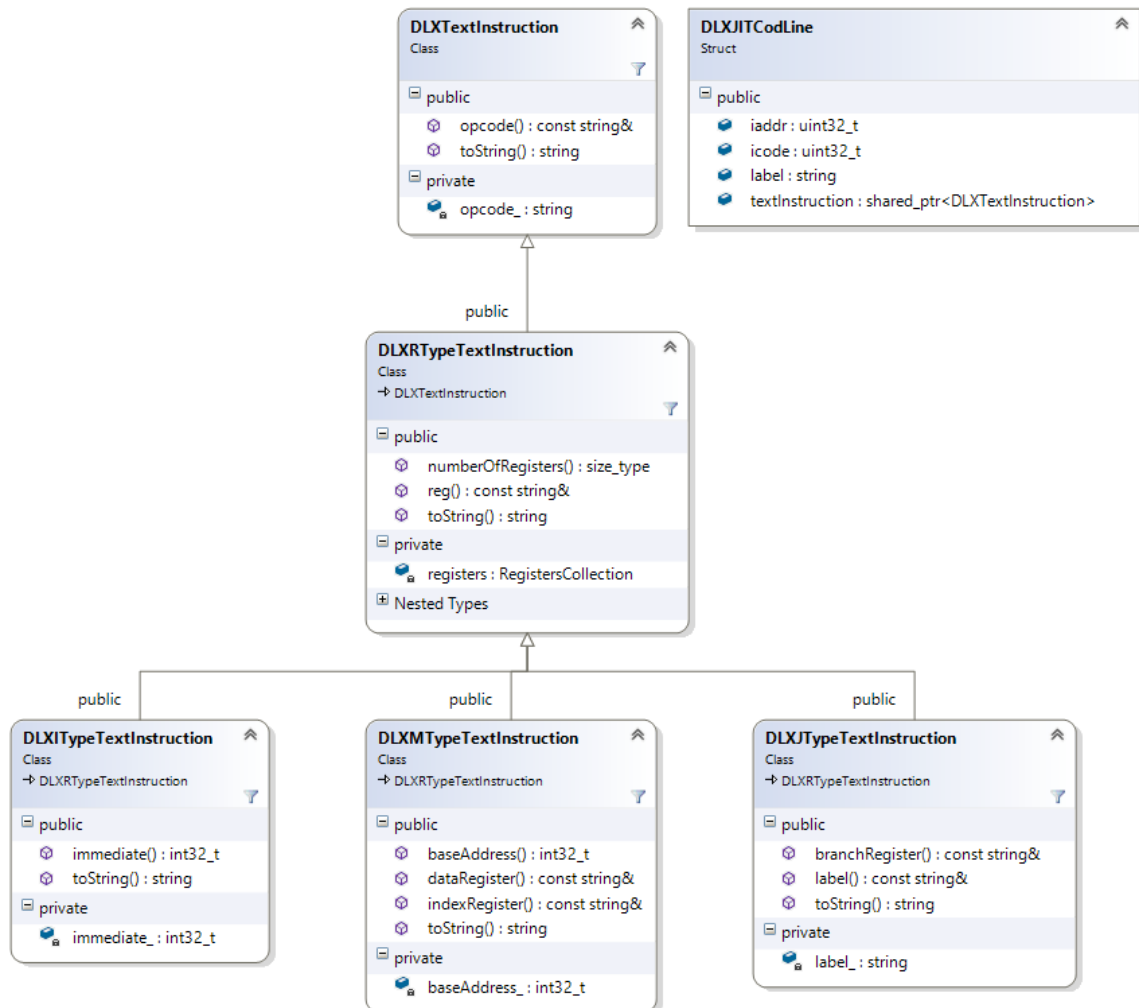 DLXTextInstruction
Class
public
opcode() : const string&
toString() : string
private
opcode_ : string
DLXJITCodLine
Struct
public
iaddr : uint32_t
icode : uint32_t
label : string
textInstruction : shared_ptr<DLXTextInstruction>
public
DLXRTypeTextInstruction
Class
DLXTextInstruction
public
numberOfRegisters() : size_type
reg() : const string&
toString() : string
private
registers : RegistersCollection
Nested Types
public
DLXITypeTextInstruction
Class
DLXRTypeTextInstruction
public
immediate() : int32_t
toString() : string
private
immediate_ : int32_t
public
DLXMTypeTextInstruction
Class
DLXRTypeTextInstruction
public
baseAddress() : int32_t
dataRegister() : const string&
indexRegister() : const string&
toString() : string
private
baseAddress_ : int32_t
public
DLXJTypeTextInstruction
Class
DLXRTypeTextInstruction
public
branchRegister() : const string&
label() : const string&
toString() : string
private
label_ : string